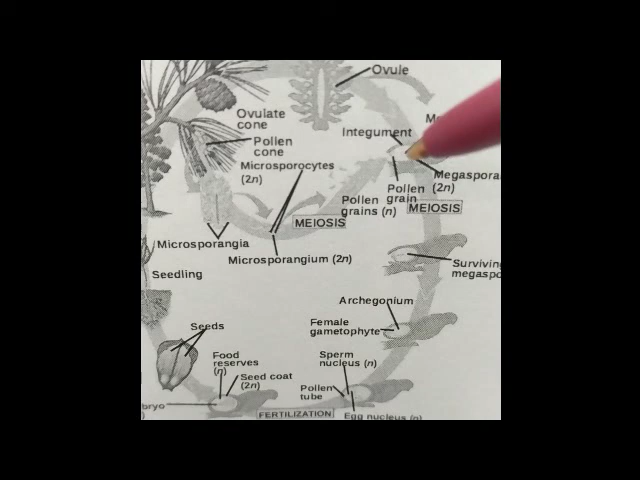 Ovule
Ovulate
cone
Integument
Pollen
cone
Microsporocytes
(2n)
Pollen
grain
(2n)
Pollen
grains (n)
MEIOSIS
MEIOSIS
Microsporangia
Microsporangium (2n)
Surviving
Seedling
Archegonium
Female
gametophyte
Seeds
Food
reserves
(n)
Sperm
nucleus (n)
Seed coat
(2n)
Pollen
tube
FERTILIZATION
Egg nucleus (n)